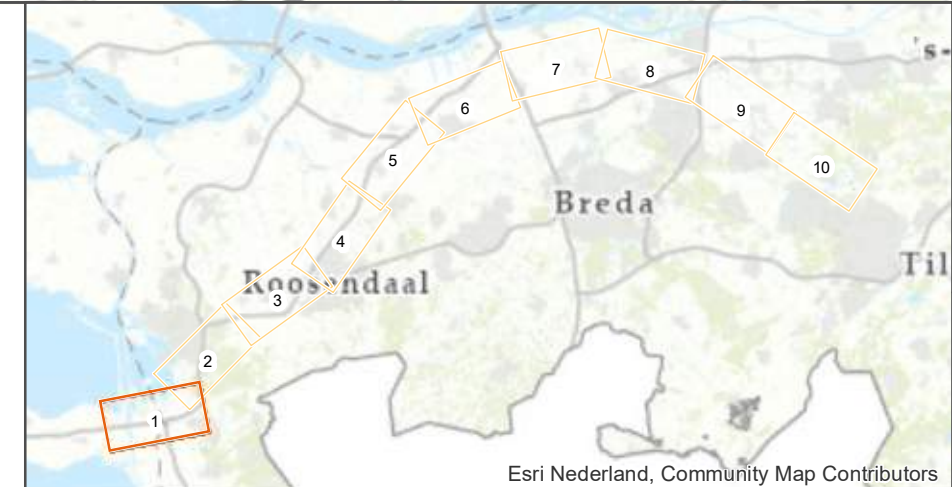 's-
7
8
6
9
5
10
Breda
4
Til
Roosendaal
3
2
1
Esri Nederland, Community Map Contributors